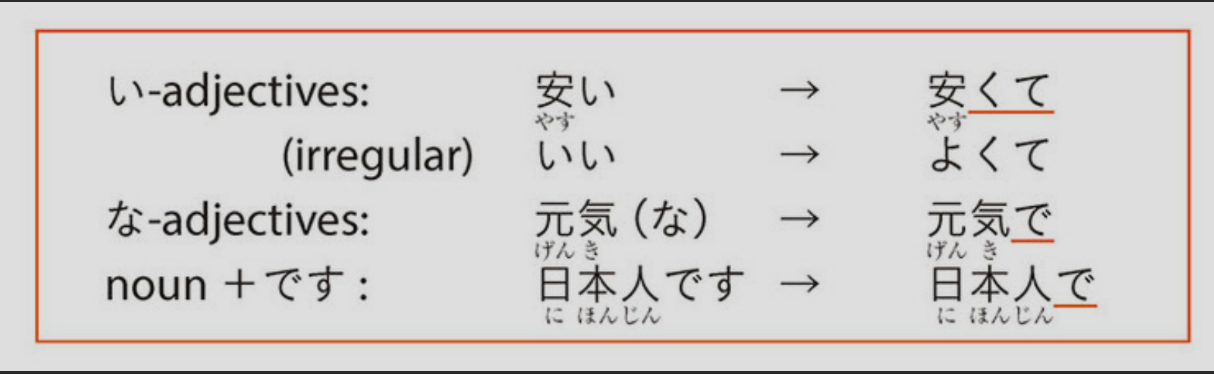 い-adjectives: 安い → 安くて
やす やす
(irregular) いい → よくて
な-adjectives: 元気（な） → 元気で
げんき げんき
noun＋です： 日本人です → 日本人で
にほんじん にほんじん